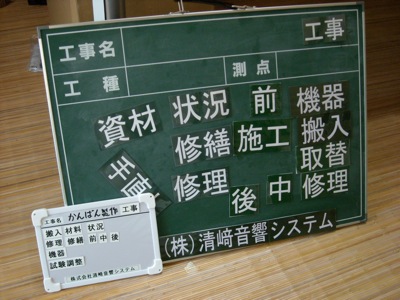 工事名
工事
工種
測点
資材 状況 前 機器
修繕 施工 搬入
手直し 修理 後 中 取替
修理
(株)清﨑音響システム
工事名 かんばん製作 工事
搬入 材料 状況
修理 修繕 前 中 後
機器
試験調整
株式会社清﨑音響システム